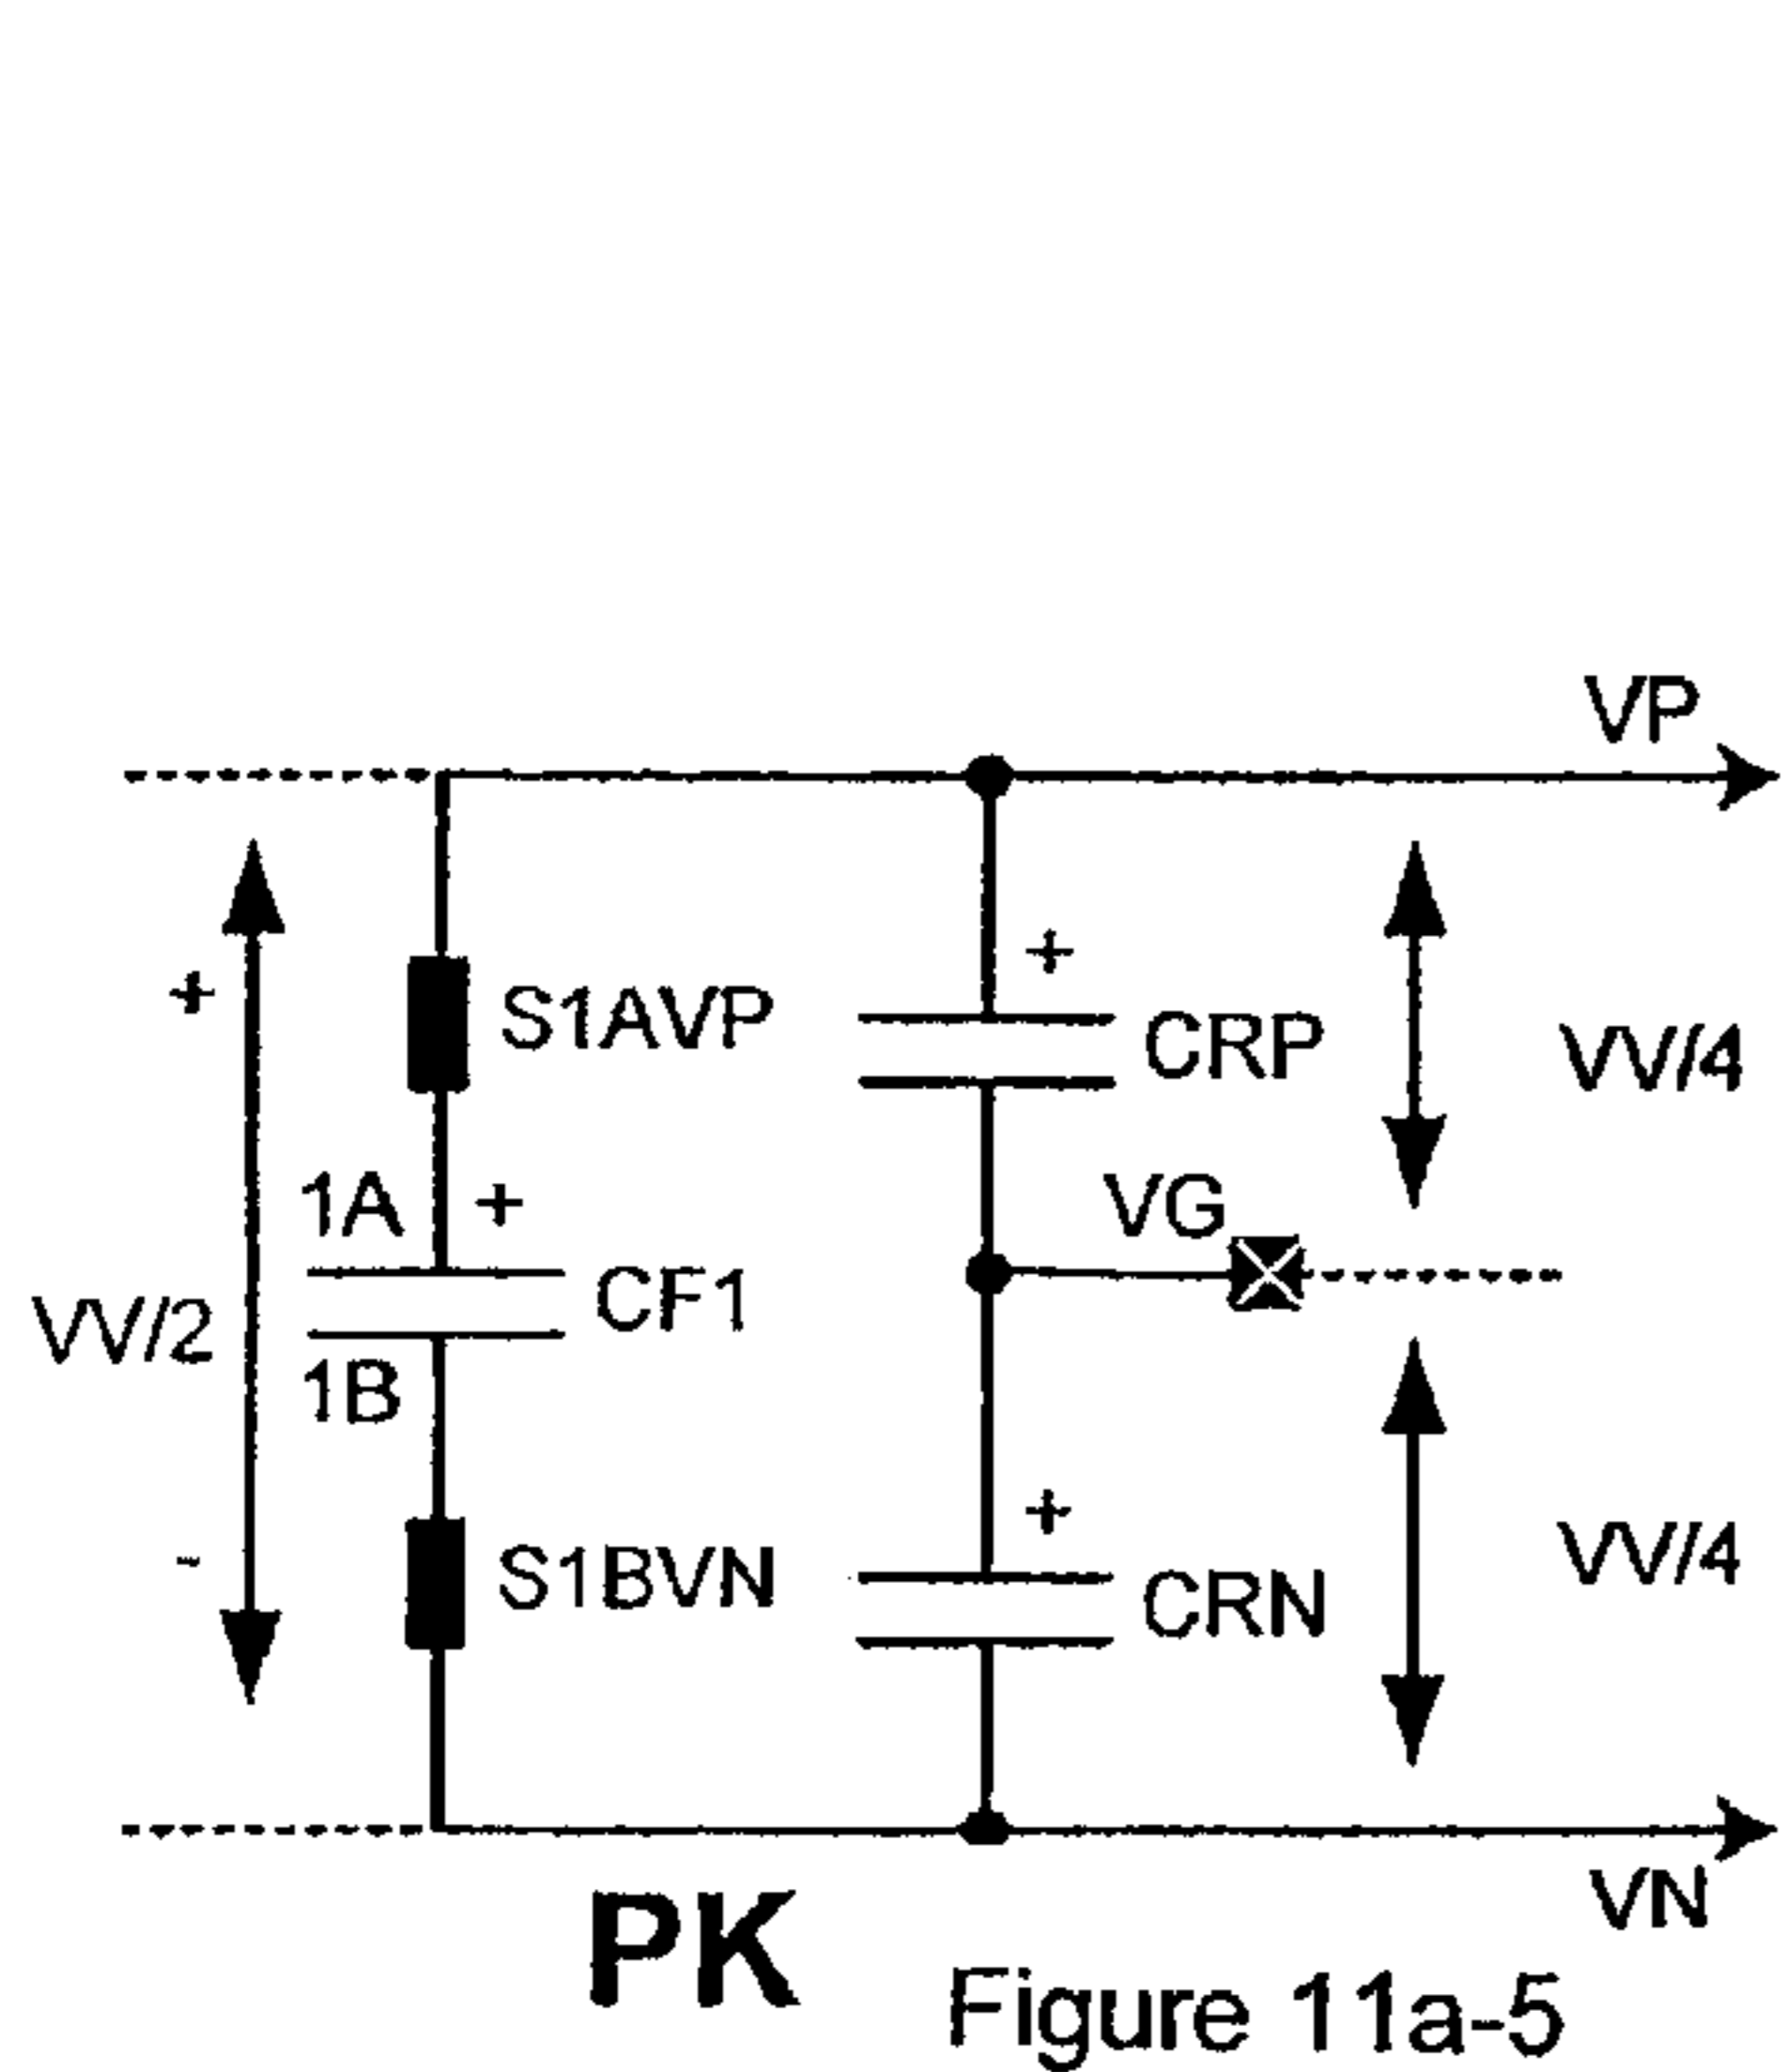 VP
+
+
S1AVP
CRP
VV/4
1A
+
VG
CF1
VV/2
1B
+
-
S1BVN
CRN
VV/4
VN
PK
Figure 11a-5